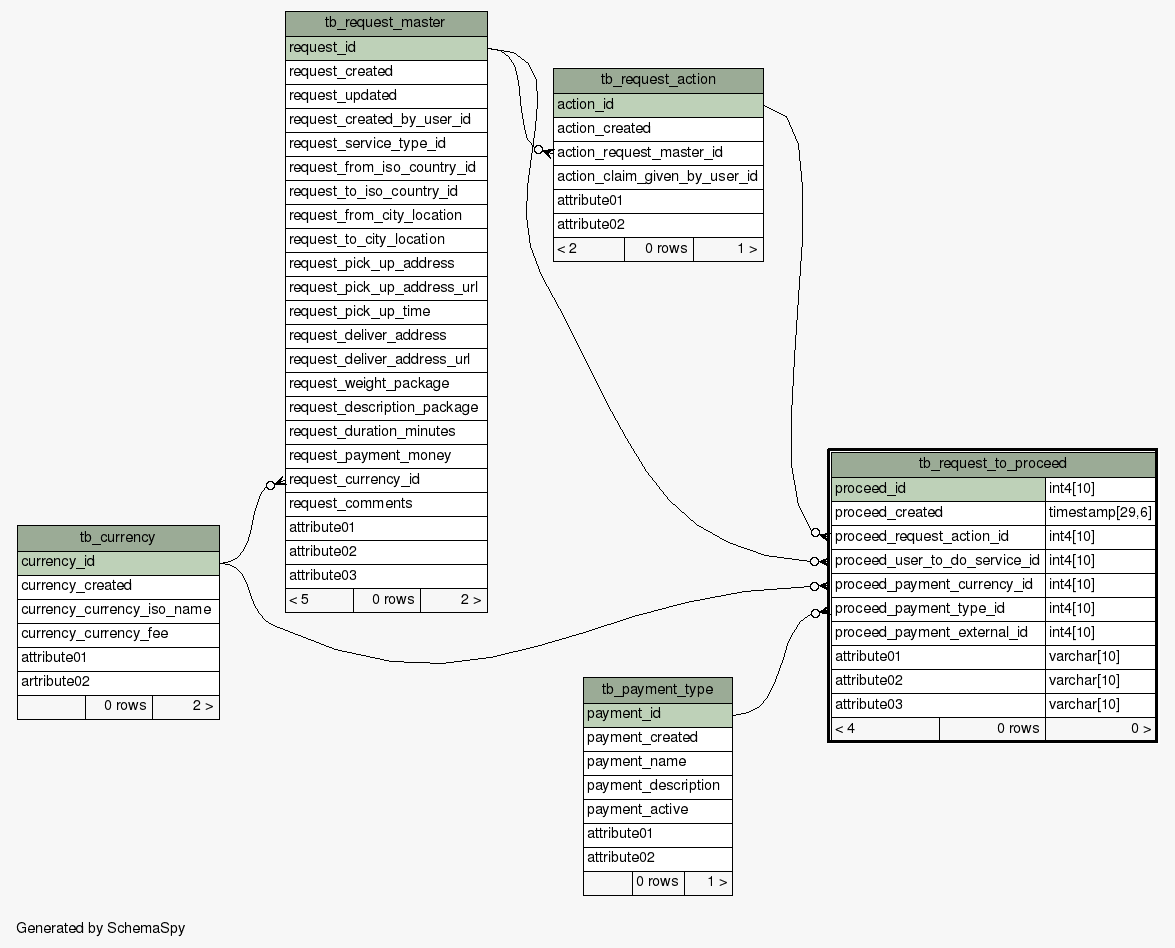 tb_request_master
request_id
request_created
request_updated
request_created_by_user_id
request_service_type_id
request_from_iso_country_id
request_to_iso_country_id
request_from_city_location
request_to_city_location
request_pick_up_address
request_pick_up_address_url
request_pick_up_time
request_deliver_address
request_deliver_address_url
request_weight_package
request_description_package
request_duration_minutes
request_payment_money
request_currency_id
request_comments
attribute01
attribute02
attribute03
< 5 0 rows 2 >
tb_request_action
action_id
action_created
action_request_master_id
action_claim_given_by_user_id
attribute01
attribute02
< 2 0 rows 1 >
tb_request_to_proceed
proceed_id int4[10]
proceed_created timestamp[29,6]
proceed_request_action_id int4[10]
proceed_user_to_do_service_id int4[10]
proceed_payment_currency_id int4[10]
proceed_payment_type_id int4[10]
proceed_payment_external_id int4[10]
attribute01 varchar[10]
attribute02 varchar[10]
attribute03 varchar[10]
< 4 0 rows 0 >
tb_currency
currency_id
currency_created
currency_currency_iso_name
currency_currency_fee
attribute01
artribute02
0 rows 2 >
tb_payment_type
payment_id
payment_created
payment_name
payment_description
payment_active
attribute01
attribute02
0 rows 1 >
Generated by SchemaSpy